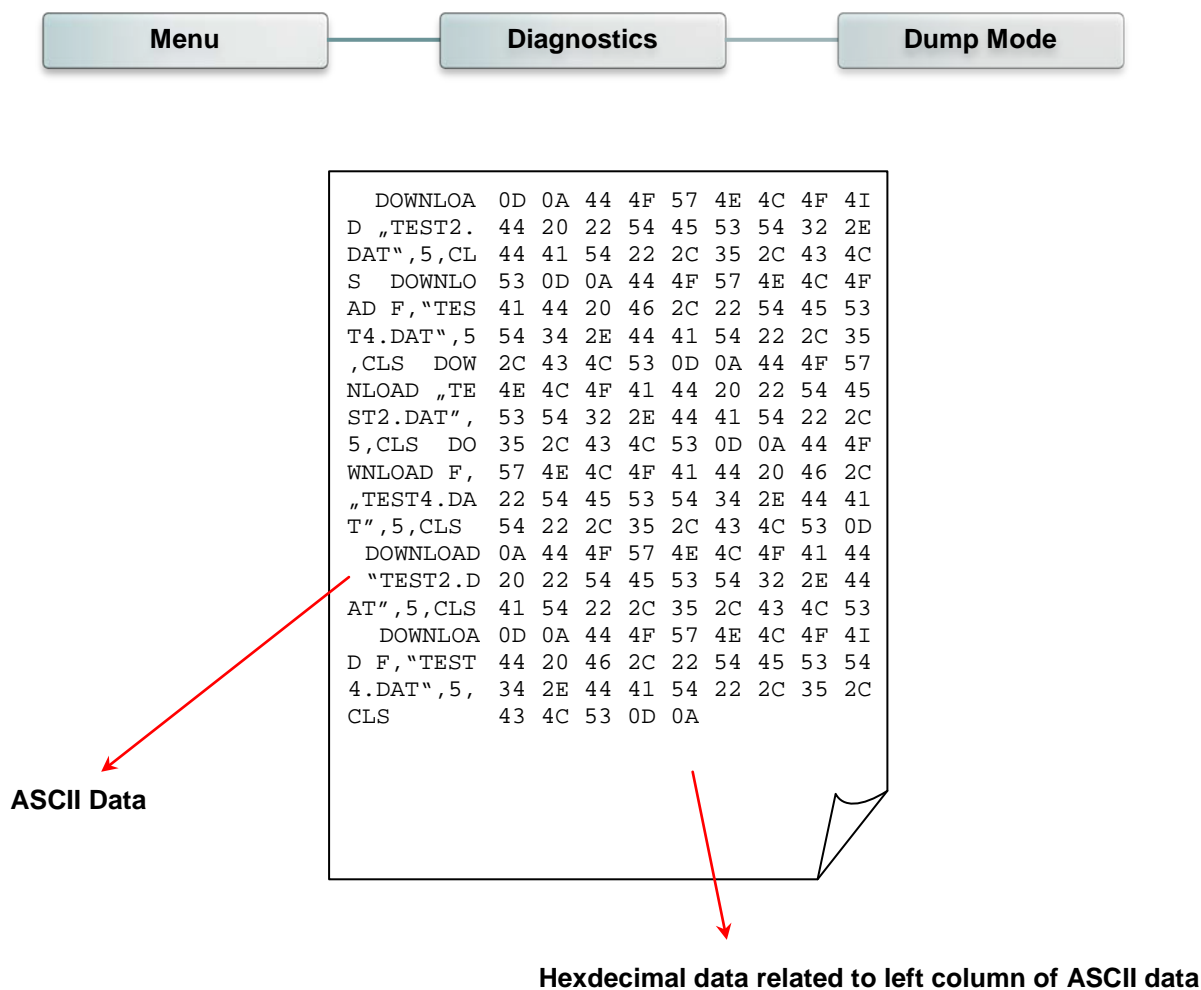 Menu Diagnostics Dump Mode
DOWNLOA 0D 0A 44 4F 57 4E 4C 4F 4I
D „TEST2. 44 20 22 54 45 53 54 32 2E
DAT‟,5,CL 44 41 54 22 2C 35 2C 43 4C
S DOWNLO 53 0D 0A 44 4F 57 4E 4C 4F
AD F,‟TES 41 44 20 46 2C 22 54 45 53
T4.DAT‟,5 54 34 2E 44 41 54 22 2C 35
,CLS DOW 2C 43 4C 53 0D 0A 44 4F 57
NLOAD „TE 4E 4C 4F 41 44 20 22 54 45
ST2.DAT″, 53 54 32 2E 44 41 54 22 2C
5,CLS DO 35 2C 43 4C 53 0D 0A 44 4F
WNLOAD F, 57 4E 4C 4F 41 44 20 46 2C
„TEST4.DA 22 54 45 53 54 34 2E 44 41
T″,5,CLS 54 22 2C 35 2C 43 4C 53 0D
DOWNLOAD 0A 44 4F 57 4E 4C 4F 41 44
‟TEST2.D 20 22 54 45 53 54 32 2E 44
AT″,5,CLS 41 54 22 2C 35 2C 43 4C 53
DOWNLOA 0D 0A 44 4F 57 4E 4C 4F 4I
D F,‟TEST 44 20 46 2C 22 54 45 53 54
4.DAT‟,5, 34 2E 44 41 54 22 2C 35 2C
CLS 43 4C 53 0D 0A
ASCII Data
Hexdecimal data related to left column of ASCII data